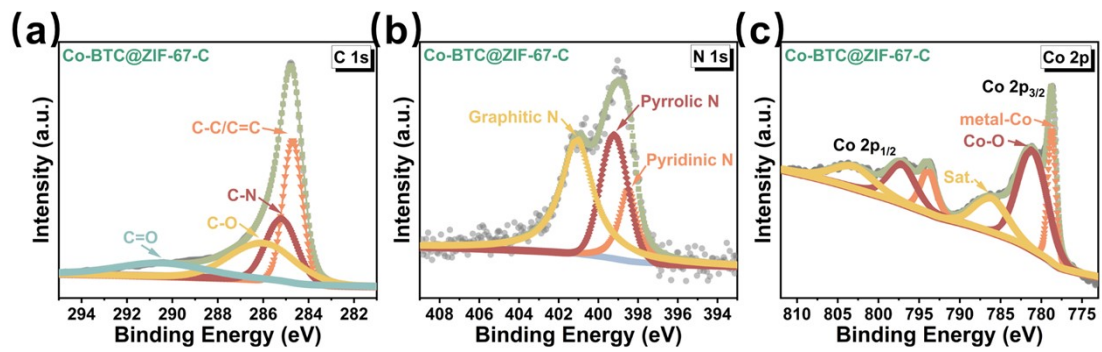 (a)
Co-BTC@ZIF-67-C
C 1s
C-C/C=C
C-N
C-O
C=O
Intensity (a.u.)
294 292 290 288 286 284 282
Binding Energy (eV)
(b)
Co-BTC@ZIF-67-C
N 1s
Graphitic N
Pyrrolic N
Pyridinic N
Intensity (a.u.)
408 406 404 402 400 398 396 394
Binding Energy (eV)
(c)
Co-BTC@ZIF-67-C
Co 2p
Co 2p3/2
metal-Co
Co 2p1/2
Co-O
Sat.
Intensity (a.u.)
810 805 800 795 790 785 780 775
Binding Energy (eV)